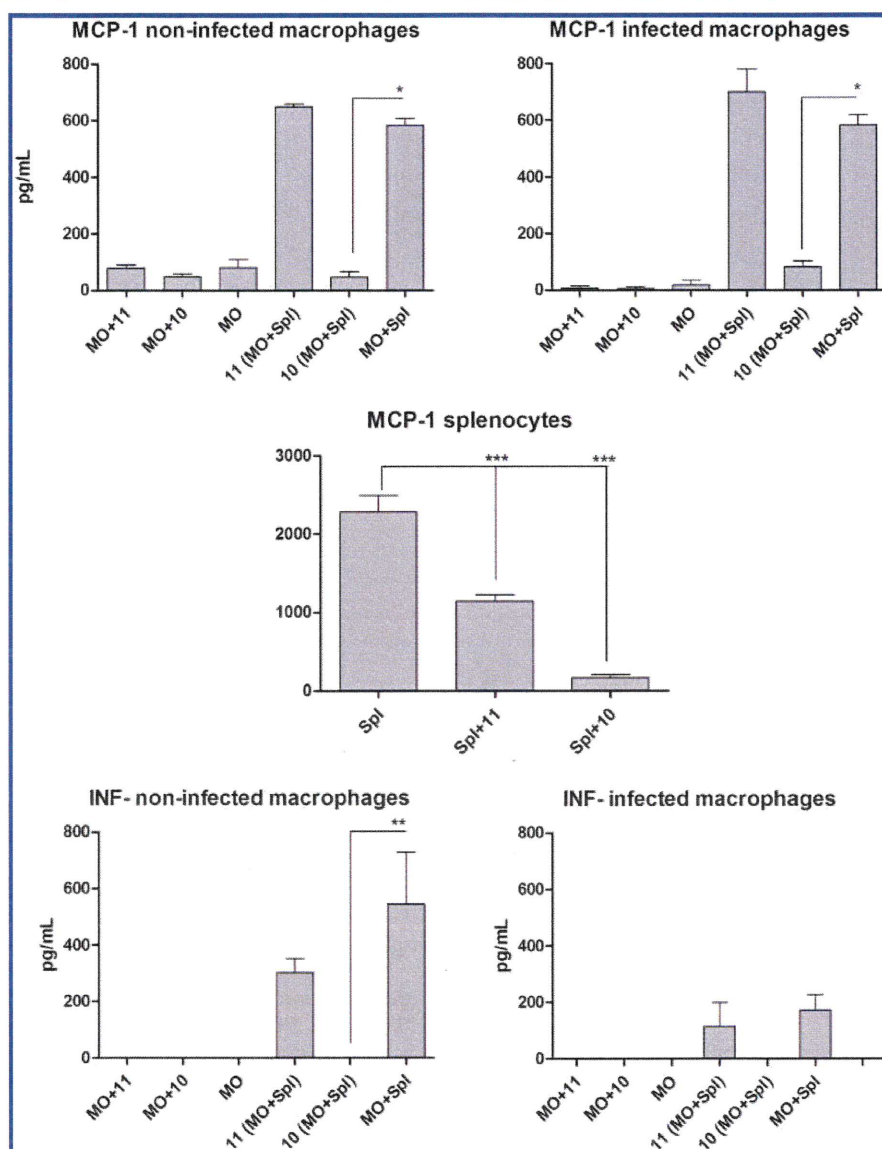 MCP-1 non-infected macrophages
800
600
400
200
0
pg/mL
*
MO+11
MO+10
MO
11 (MO+Spl)
10 (MO+Spl)
MO+Spl
MCP-1 infected macrophages
800
600
400
200
0
*
MO+11
MO+10
MO
11 (MO+Spl)
10 (MO+Spl)
MO+Spl
MCP-1 splenocytes
3000
2000
1000
0
***
***
Spl
Spl+11
Spl+10
INF- non-infected macrophages
800
600
400
200
0
pg/mL
**
MO+11
MO+10
MO
11 (MO+Spl)
10 (MO+Spl)
MO+Spl
INF- infected macrophages
800
600
400
200
0
pg/mL
MO+11
MO+10
MO
11 (MO+Spl)
10 (MO+Spl)
MO+Spl